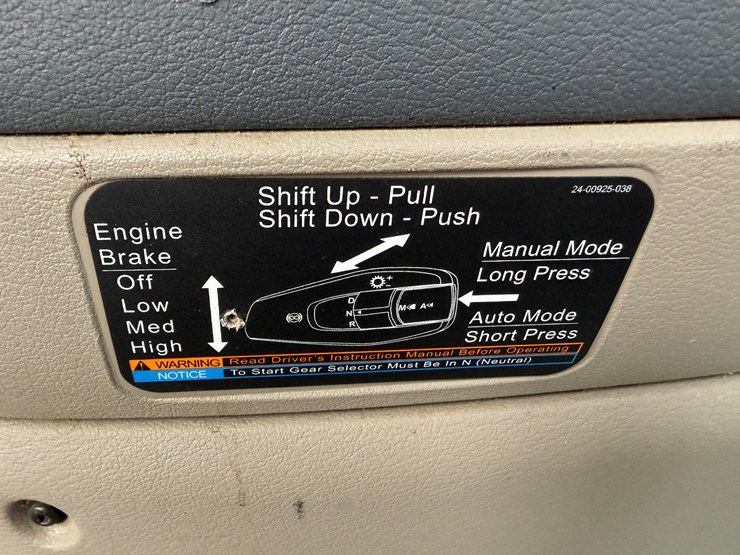 Shift Up - Pull
Shift Down - Push
24-00925-038
Engine
Brake
Off
Low
Med
High
Manual Mode
Long Press
Auto Mode
Short Press
D
N
R
M A
WARNING Read Driver's Instruction Manual Before Operating
NOTICE To Start Gear Selector Must Be In N (Neutral)